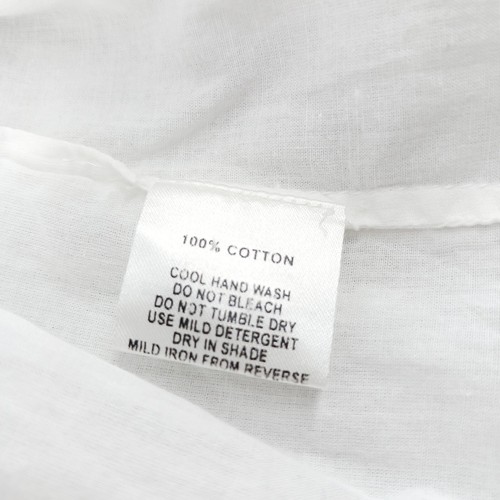 100% COTTON
COOL HAND WASH
DO NOT BLEACH
DO NOT TUMBLE DRY
USE MILD DETERGENT
DRY IN SHADE
MILD IRON FROM REVERSE